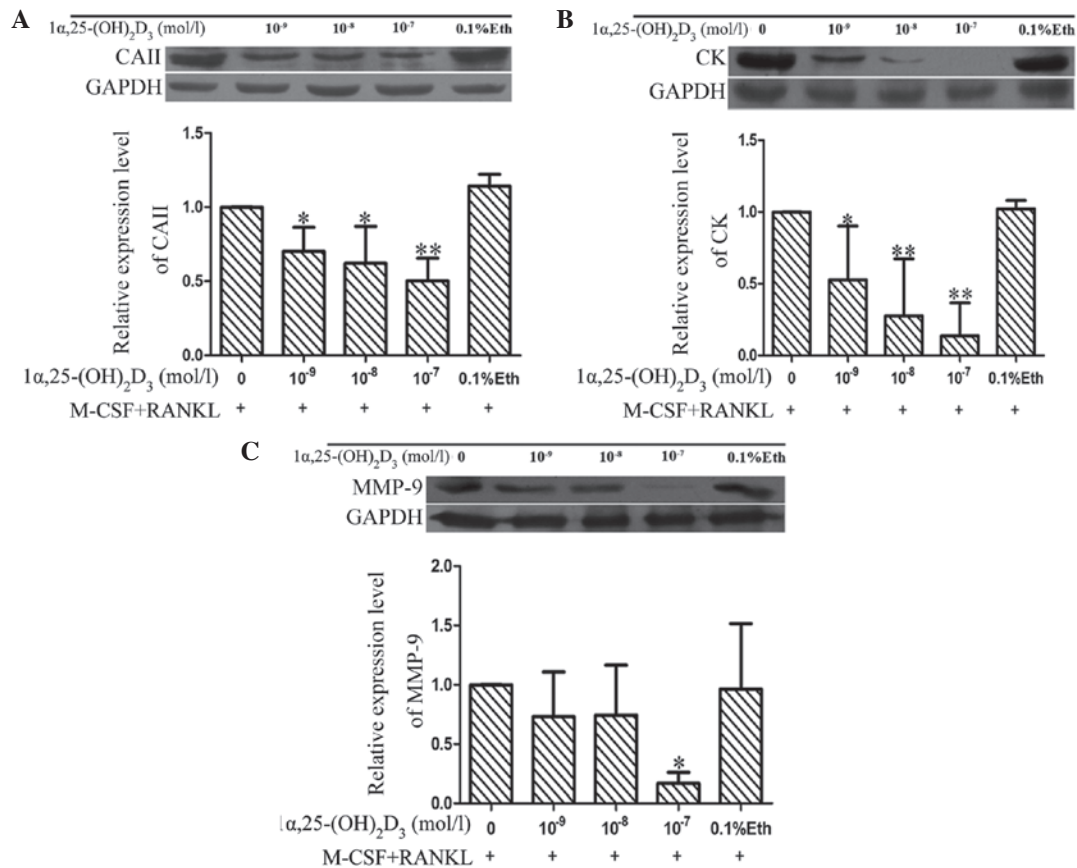 A
1α,25-(OH)₂D₃ (mol/l) 10⁻⁹ 10⁻⁸ 10⁻⁷ 0.1%Eth
CAII
GAPDH
Relative expression level
of CAII
1.5
1.0
0.5
0.0
* * **
1α,25-(OH)₂D₃ (mol/l) 0 10⁻⁹ 10⁻⁸ 10⁻⁷ 0.1%Eth
M-CSF+RANKL + + + + +
B
1α,25-(OH)₂D₃ (mol/l) 0 10⁻⁹ 10⁻⁸ 10⁻⁷ 0.1%Eth
CK
GAPDH
Relative expression level
of CK
1.5
1.0
0.5
0.0
* ** **
1α,25-(OH)₂D₃ (mol/l) 0 10⁻⁹ 10⁻⁸ 10⁻⁷ 0.1%Eth
M-CSF+RANKL + + + + +
C
1α,25-(OH)₂D₃ (mol/l) 0 10⁻⁹ 10⁻⁸ 10⁻⁷ 0.1%Eth
MMP-9
GAPDH
Relative expression level
of MMP-9
2.0
1.5
1.0
0.5
0.0
*
1α,25-(OH)₂D₃ (mol/l) 0 10⁻⁹ 10⁻⁸ 10⁻⁷ 0.1%Eth
M-CSF+RANKL + + + + +